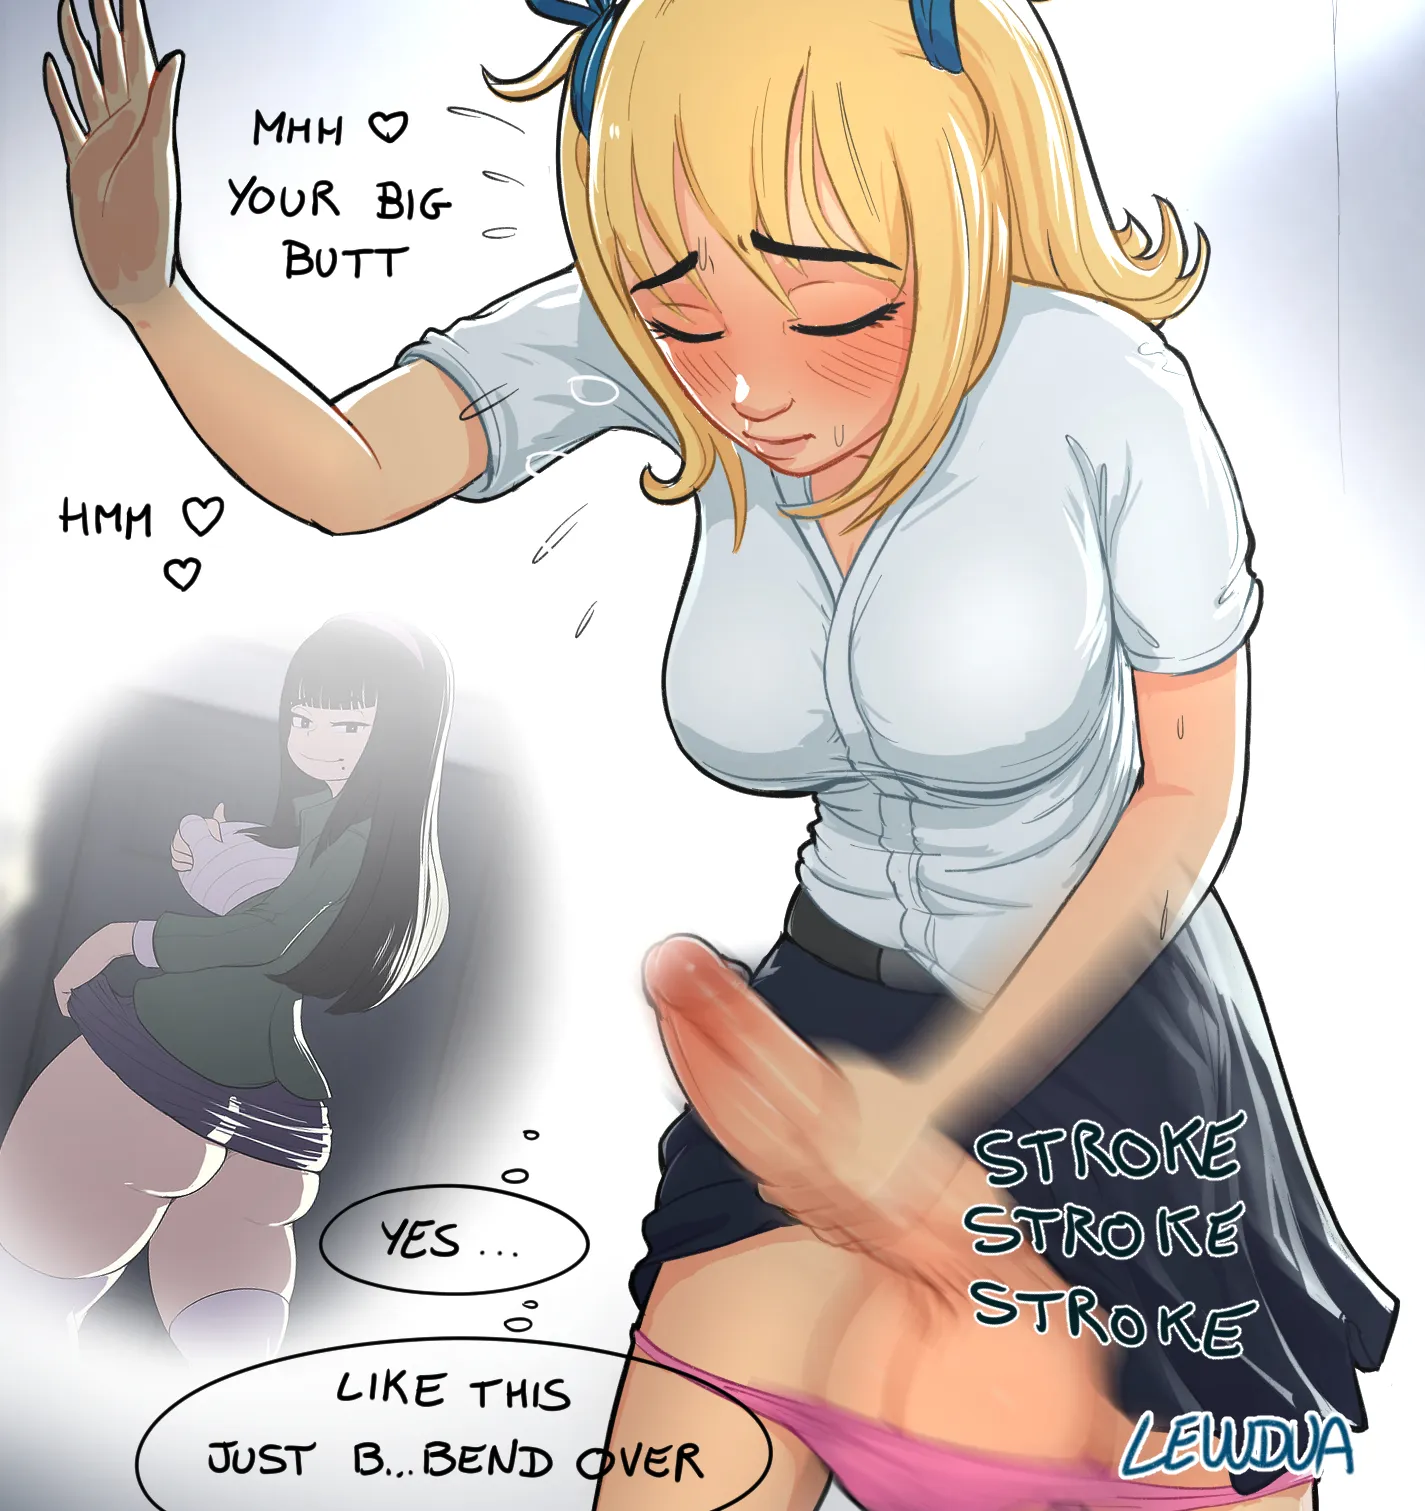 MHH ♡
YOUR BIG
BUTT
HMM ♡
♡
YES...
LIKE THIS
JUST B...BEND OVER
STROKE
STROKE
STROKE
LEWDUA